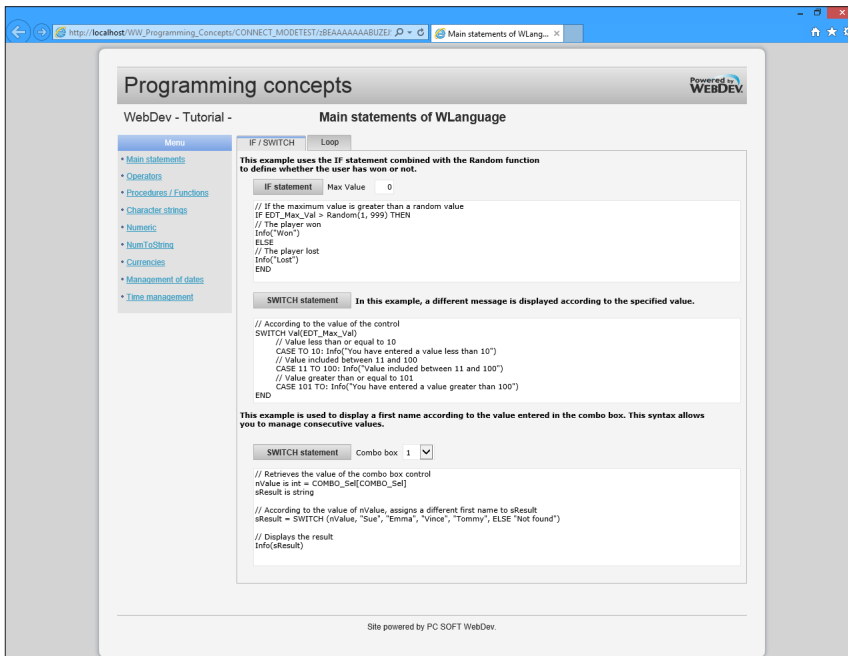 http://localhost/WW_Programming_Concepts/CONNECT_MODETEST/zBEAAAAAABUZEF
Main statements of WLang...
Programming concepts
Powered by
WEBDEV.
WebDev - Tutorial -
Main statements of WLanguage
Menu
• Main statements
• Operators
• Procedures / Functions
• Character strings
• Numeric
• NumToString
• Currencies
• Management of dates
• Time management
IF / SWITCH
Loop
This example uses the IF statement combined with the Random function
to define whether the user has won or not.
IF statement Max Value 0
// If the maximum value is greater than a random value
IF EDT_Max_Val > Random(1, 999) THEN
// The player won
Info("Won")
ELSE
// The player lost
Info("Lost")
END
SWITCH statement In this example, a different message is displayed according to the specified value.
// According to the value of the control
SWITCH Val(EDT_Max_Val)
// Value less than or equal to 10
CASE TO 10: Info("You have entered a value less than 10")
// Value included between 11 and 100
CASE 11 TO 100: Info("Value included between 11 and 100")
// Value greater than or equal to 101
CASE 101 TO: Info("You have entered a value greater than 100")
END
This example is used to display a first name according to the value entered in the combo box. This syntax allows
you to manage consecutive values.
SWITCH statement Combo box 1
// Retrieves the value of the combo box control
nValue is int = COMBO_Sel[COMBO_Sel]
sResult is string
// According to the value of nValue, assigns a different first name to sResult
sResult = SWITCH (nValue, "Sue", "Emma", "Vince", "Tommy", ELSE "Not found")
// Displays the result
Info(sResult)
Site powered by PC SOFT WebDev.